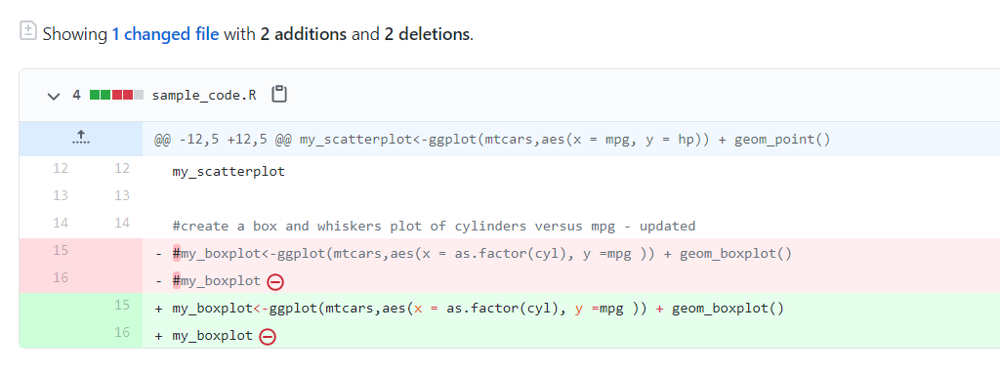 Showing 1 changed file with 2 additions and 2 deletions.
4 sample_code.R
@@ -12,5 +12,5 @@ my_scatterplot<-ggplot(mtcars,aes(x = mpg, y = hp)) + geom_point()
12 12 my_scatterplot
13 13
14 14 #create a box and whiskers plot of cylinders versus mpg - updated
15 - #my_boxplot<-ggplot(mtcars,aes(x = as.factor(cyl), y =mpg )) + geom_boxplot()
16 - #my_boxplot
15 + my_boxplot<-ggplot(mtcars,aes(x = as.factor(cyl), y =mpg )) + geom_boxplot()
16 + my_boxplot